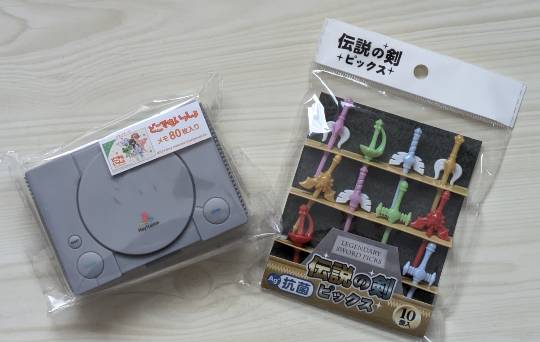 どこでもいっしょ
メモ 80枚入り
PlayStation
伝説の剣
ピックス
LEGENDARY
SWORD PICKS
伝説の剣
Ag+ 抗菌
ピックス
10個入